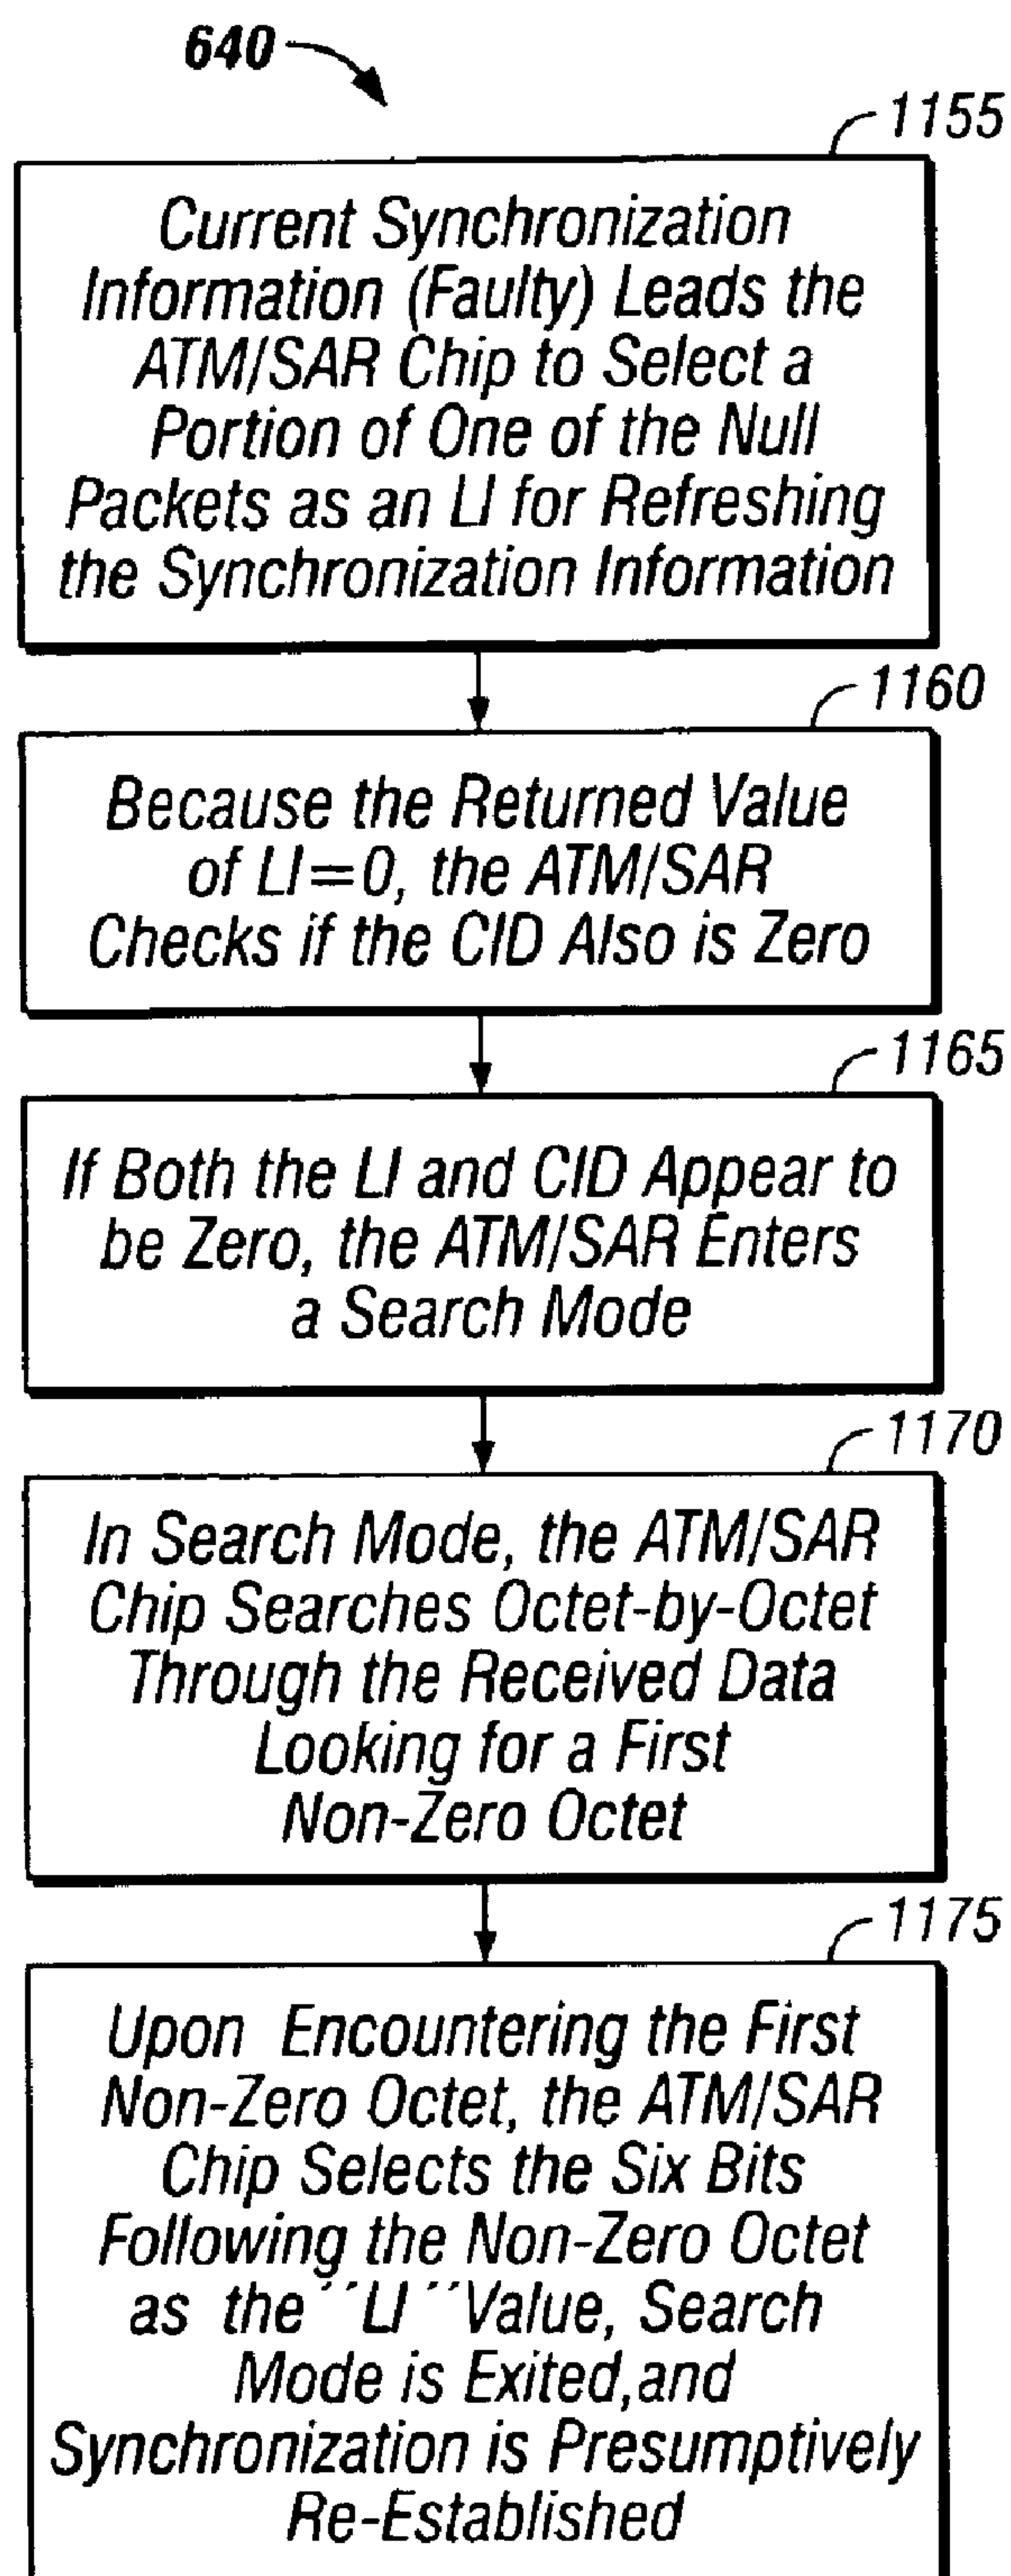 640
1155
Current Synchronization
Information (Faulty) Leads the
ATM/SAR Chip to Select a
Portion of One of the Null
Packets as an LI for Refreshing
the Synchronization Information
1160
Because the Returned Value
of LI=0, the ATM/SAR
Checks if the CID Also is Zero
1165
If Both the LI and CID Appear to
be Zero, the ATM/SAR Enters
a Search Mode
1170
In Search Mode, the ATM/SAR
Chip Searches Octet-by-Octet
Through the Received Data
Looking for a First
Non-Zero Octet
1175
Upon Encountering the First
Non-Zero Octet, the ATM/SAR
Chip Selects the Six Bits
Following the Non-Zero Octet
as the "LI" Value, Search
Mode is Exited,and
Synchronization is Presumptively
Re-Established